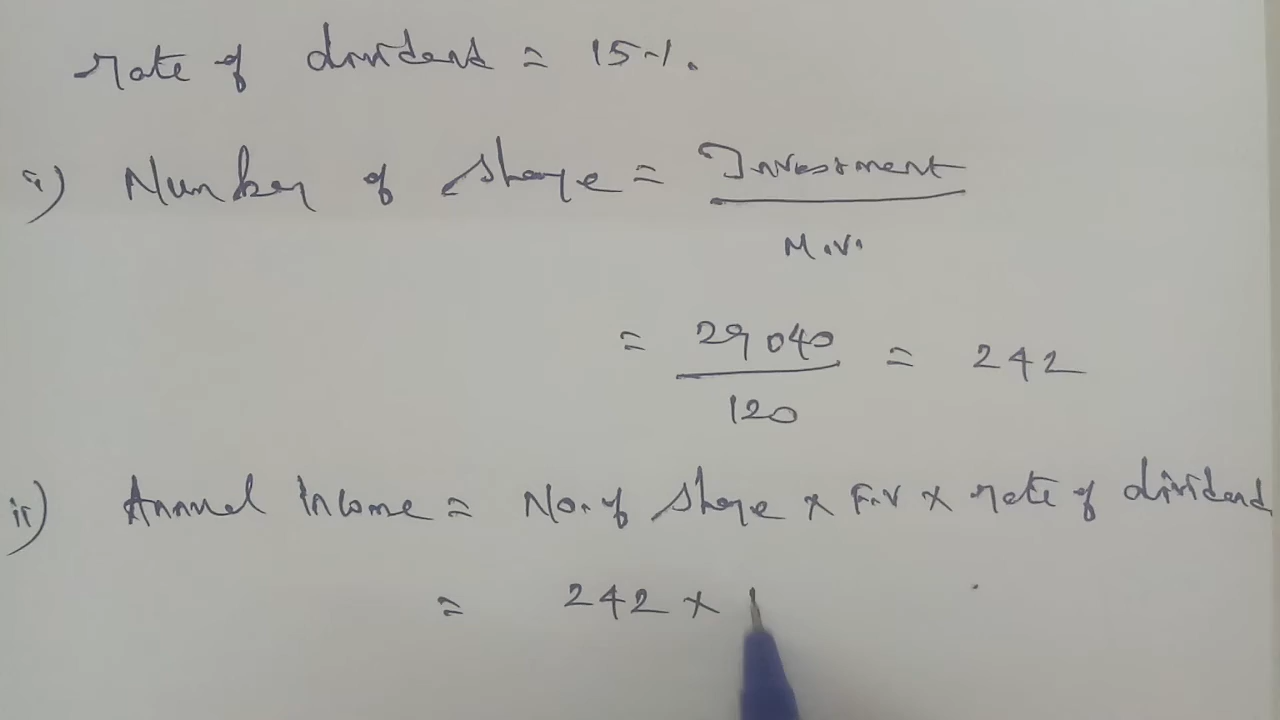 rate of dividend = 15%.
i) Number of share = Investment / M.V.
= 29040 / 120 = 242
ii) Annual Income = No. of share × F.V × rate of dividend
= 242 ×